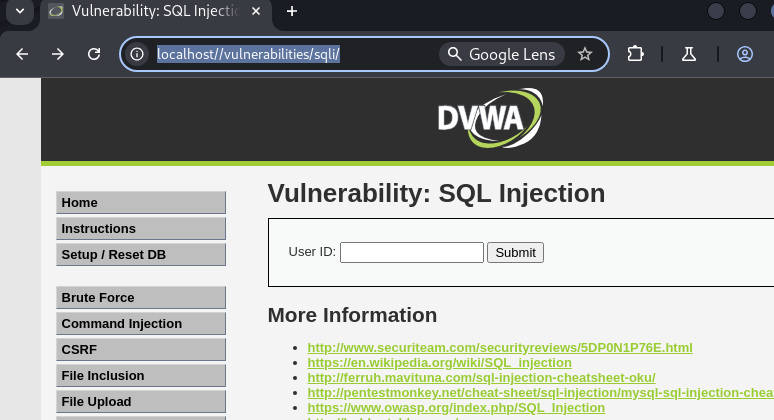 Vulnerability: SQL Injectic
localhost//vulnerabilities/sqli/
Google Lens
DVWA
Home
Instructions
Setup / Reset DB
Brute Force
Command Injection
CSRF
File Inclusion
File Upload
Vulnerability: SQL Injection
User ID:
Submit
More Information
http://www.securiteam.com/securityreviews/5DP0N1P76E.html
https://en.wikipedia.org/wiki/SQL_injection
http://ferruh.mavituna.com/sql-injection-cheatsheet-oku/
http://pentestmonkey.net/cheat-sheet/sql-injection/mysql-sql-injection-chea
https://www.owasp.org/index.php/SQL_Injection